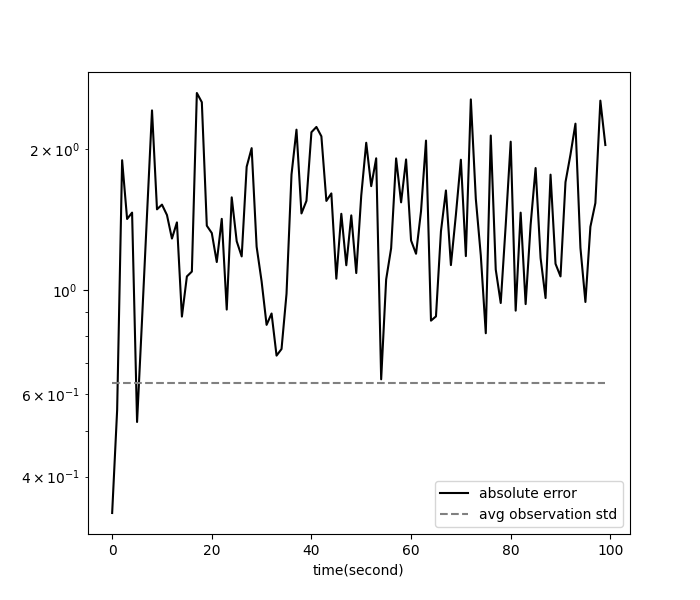 2 × 10⁰
10⁰
6 × 10⁻¹
4 × 10⁻¹
0
20
40
60
80
100
time(second)
absolute error
avg observation std